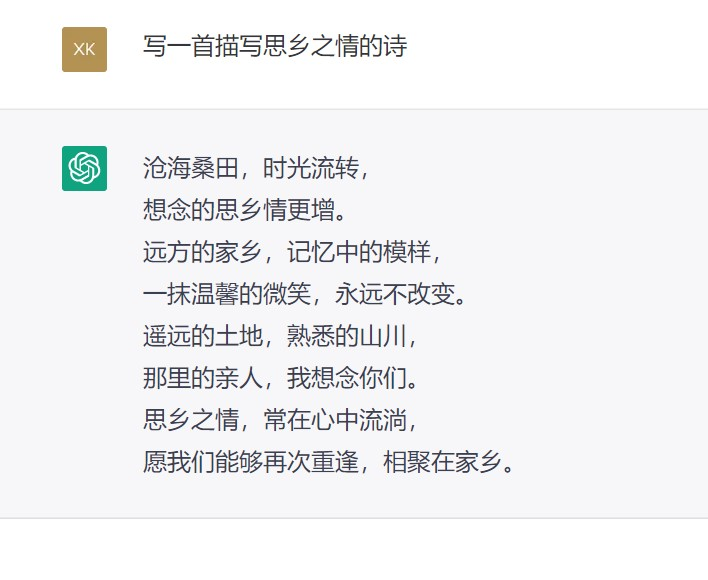 XK
写一首描写思乡之情的诗
沧海桑田，时光流转，
想念的思乡情更增。
远方的家乡，记忆中的模样，
一抹温馨的微笑，永远不改变。
遥远的土地，熟悉的山川，
那里的亲人，我想念你们。
思乡之情，常在心中流淌，
愿我们能够再次重逢，相聚在家乡。